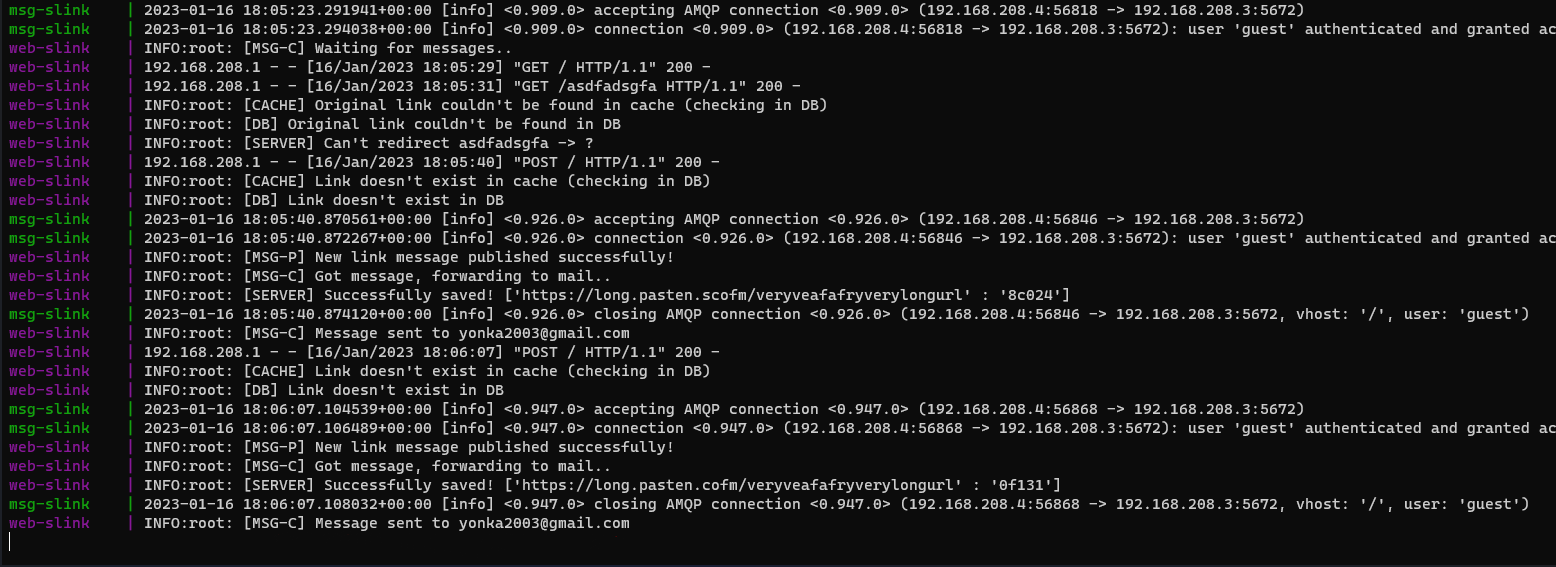 msg-slink | 2023-01-16 18:05:23.291941+00:00 [info] <0.909.0> accepting AMQP connection <0.909.0> (192.168.208.4:56818 -> 192.168.208.3:5672)
msg-slink | 2023-01-16 18:05:23.294038+00:00 [info] <0.909.0> connection <0.909.0> (192.168.208.4:56818 -> 192.168.208.3:5672): user 'guest' authenticated and granted ac
web-slink | INFO:root: [MSG-C] Waiting for messages..
web-slink | 192.168.208.1 - - [16/Jan/2023 18:05:29] "GET / HTTP/1.1" 200 -
web-slink | 192.168.208.1 - - [16/Jan/2023 18:05:31] "GET /asdfadsgfa HTTP/1.1" 200 -
web-slink | INFO:root: [CACHE] Original link couldn't be found in cache (checking in DB)
web-slink | INFO:root: [DB] Original link couldn't be found in DB
web-slink | INFO:root: [SERVER] Can't redirect asdfadsgfa -> ?
web-slink | 192.168.208.1 - - [16/Jan/2023 18:05:40] "POST / HTTP/1.1" 200 -
web-slink | INFO:root: [CACHE] Link doesn't exist in cache (checking in DB)
web-slink | INFO:root: [DB] Link doesn't exist in DB
msg-slink | 2023-01-16 18:05:40.870561+00:00 [info] <0.926.0> accepting AMQP connection <0.926.0> (192.168.208.4:56846 -> 192.168.208.3:5672)
msg-slink | 2023-01-16 18:05:40.872267+00:00 [info] <0.926.0> connection <0.926.0> (192.168.208.4:56846 -> 192.168.208.3:5672): user 'guest' authenticated and granted ac
web-slink | INFO:root: [MSG-P] New link message published successfully!
web-slink | INFO:root: [MSG-C] Got message, forwarding to mail..
web-slink | INFO:root: [SERVER] Successfully saved! ['https://long.pasten.scofm/veryveafafryverylongurl' : '8c024']
msg-slink | 2023-01-16 18:05:40.874120+00:00 [info] <0.926.0> closing AMQP connection <0.926.0> (192.168.208.4:56846 -> 192.168.208.3:5672, vhost: '/', user: 'guest')
web-slink | INFO:root: [MSG-C] Message sent to yonka2003@gmail.com
web-slink | 192.168.208.1 - - [16/Jan/2023 18:06:07] "POST / HTTP/1.1" 200 -
web-slink | INFO:root: [CACHE] Link doesn't exist in cache (checking in DB)
web-slink | INFO:root: [DB] Link doesn't exist in DB
msg-slink | 2023-01-16 18:06:07.104539+00:00 [info] <0.947.0> accepting AMQP connection <0.947.0> (192.168.208.4:56868 -> 192.168.208.3:5672)
msg-slink | 2023-01-16 18:06:07.106489+00:00 [info] <0.947.0> connection <0.947.0> (192.168.208.4:56868 -> 192.168.208.3:5672): user 'guest' authenticated and granted ac
web-slink | INFO:root: [MSG-P] New link message published successfully!
web-slink | INFO:root: [MSG-C] Got message, forwarding to mail..
web-slink | INFO:root: [SERVER] Successfully saved! ['https://long.pasten.cofm/veryveafafryverylongurl' : '0f131']
msg-slink | 2023-01-16 18:06:07.108032+00:00 [info] <0.947.0> closing AMQP connection <0.947.0> (192.168.208.4:56868 -> 192.168.208.3:5672, vhost: '/', user: 'guest')
web-slink | INFO:root: [MSG-C] Message sent to yonka2003@gmail.com